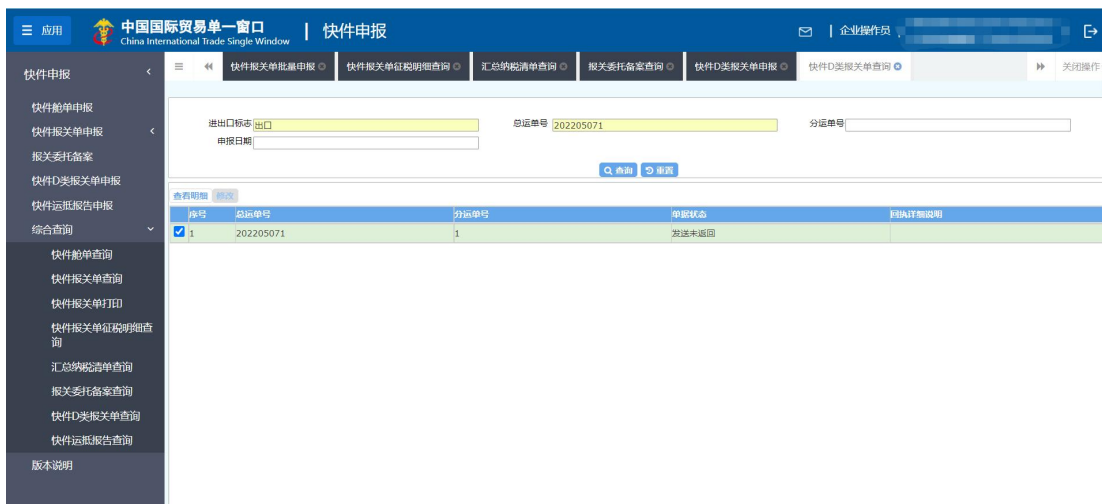 应用
中国国际贸易单一窗口
China International Trade Single Window
快件申报
企业操作员
快件申报
快件报关单批量申报
快件报关单征税明细查询
汇总纳税清单查询
报关委托备案查询
快件D类报关单申报
快件D类报关单查询
关闭操作
快件舱单申报
快件报关单申报
报关委托备案
快件D类报关单申报
快件运抵报告申报
综合查询
快件舱单查询
快件报关单查询
快件报关单打印
快件报关单征税明细查
询
汇总纳税清单查询
报关委托备案查询
快件D类报关单查询
快件运抵报告查询
版本说明
进出口标志 出口
总运单号 202205071
分运单号
申报日期
查询 重置
查看明细 修改
序号 总运单号 分运单号 单据状态 回执详细说明
1 202205071 1 发送未返回